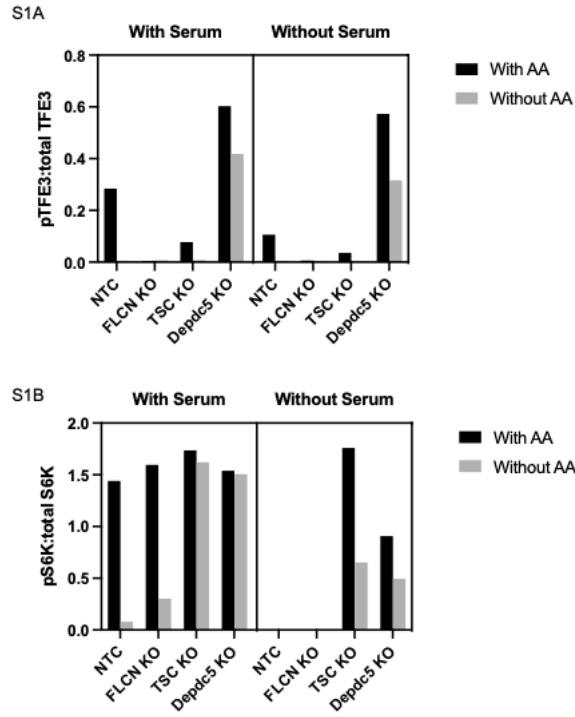 S1A
With Serum Without Serum
With AA
Without AA
pTFE3:total TFE3
0.8
0.6
0.4
0.2
0.0
NTC
FLCN KO
TSC KO
Depdc5 KO
NTC
FLCN KO
TSC KO
Depdc5 KO
S1B
With Serum Without Serum
With AA
Without AA
pS6K:total S6K
2.0
1.5
1.0
0.5
0.0
NTC
FLCN KO
TSC KO
Depdc5 KO
NTC
FLCN KO
TSC KO
Depdc5 KO